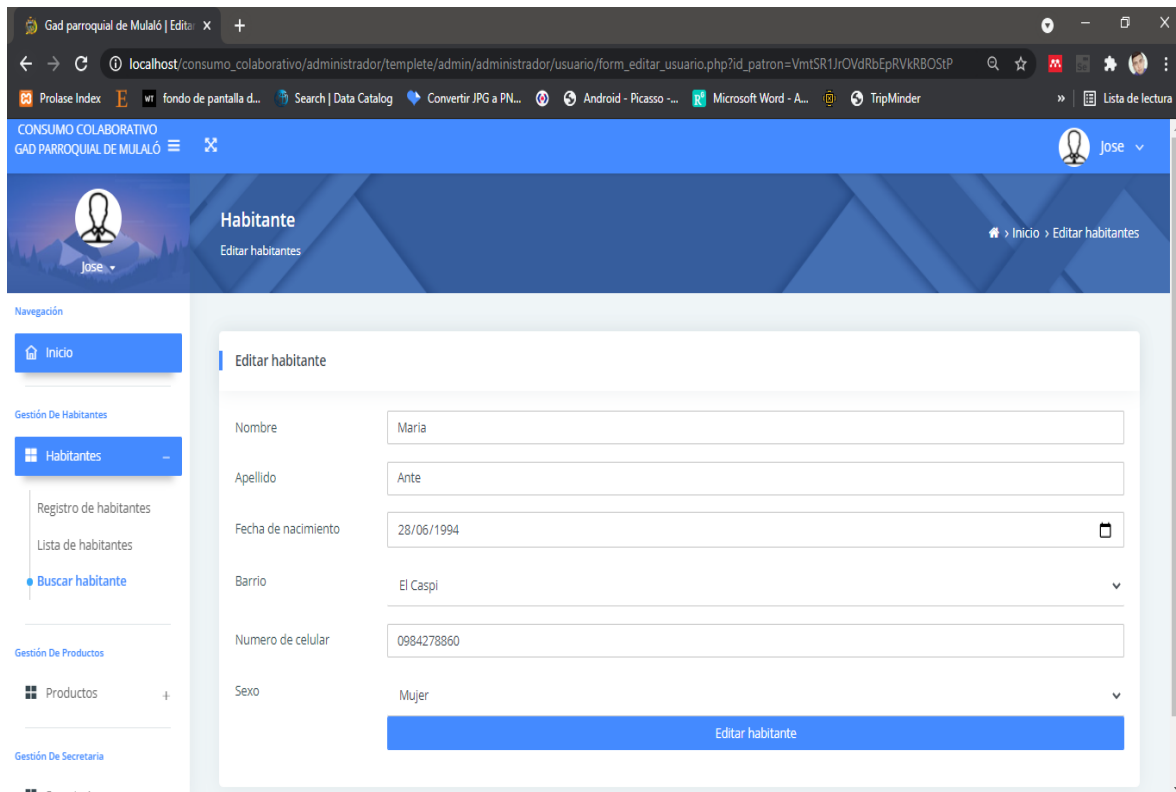 Gad parroquial de Mulaló | Edita
localhost/consumo_colaborativo/administrador/templete/admin/administrador/usuario/form_editar_usuario.php?id_patron=VmtSR1JrOVdRbEpRVkRBOStP
Prolase Index
fondo de pantalla d...
Search | Data Catalog
Convertir JPG a PN...
Android - Picasso -...
Microsoft Word - A...
TripMinder
»
Lista de lectura
CONSUMO COLABORATIVO
GAD PARROQUIAL DE MULALÓ
Jose
Jose
Habitante
Editar habitantes
> Inicio > Editar habitantes
Navegación
Inicio
Gestión De Habitantes
Habitantes
Registro de habitantes
Lista de habitantes
Buscar habitante
Gestión De Productos
Productos
Gestión De Secretaria
Editar habitante
Nombre
Maria
Apellido
Ante
Fecha de nacimiento
28/06/1994
Barrio
El Caspi
Numero de celular
0984278860
Sexo
Mujer
Editar habitante